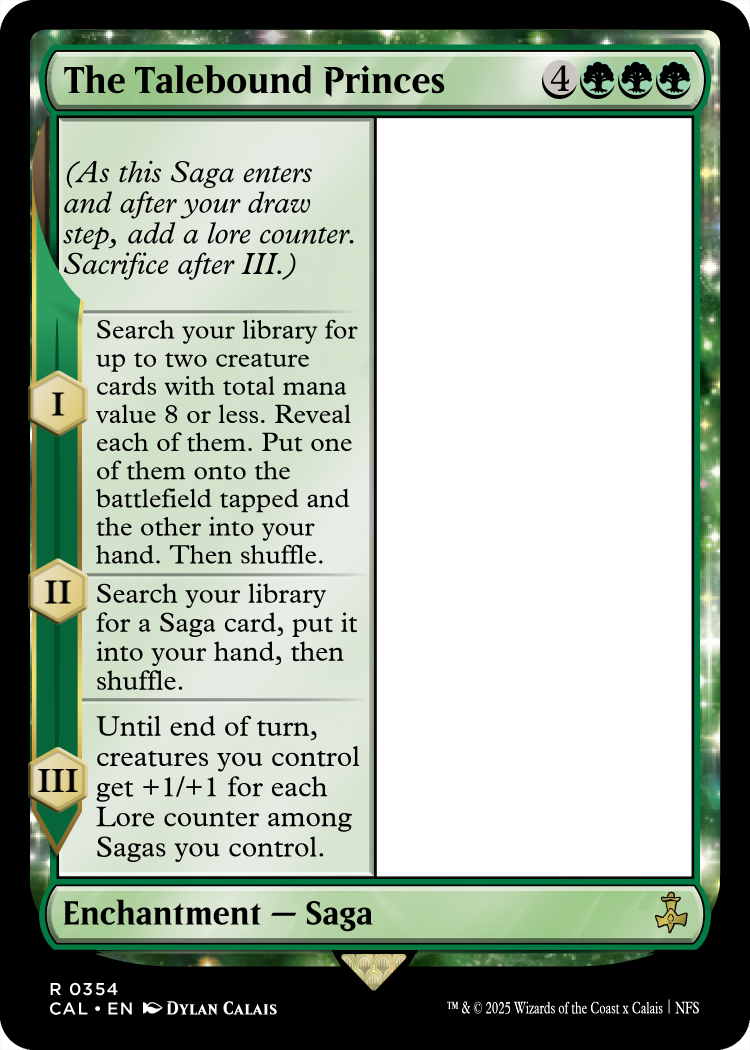 The Talebound Princes 4
(As this Saga enters
and after your draw
step, add a lore counter.
Sacrifice after III.)
I
Search your library for
up to two creature
cards with total mana
value 8 or less. Reveal
each of them. Put one
of them onto the
battlefield tapped and
the other into your
hand. Then shuffle.
II
Search your library
for a Saga card, put it
into your hand, then
shuffle.
III
Until end of turn,
creatures you control
get +1/+1 for each
Lore counter among
Sagas you control.
Enchantment — Saga
R 0354
CAL • EN Dylan Calais
™ & © 2025 Wizards of the Coast x Calais | NFS